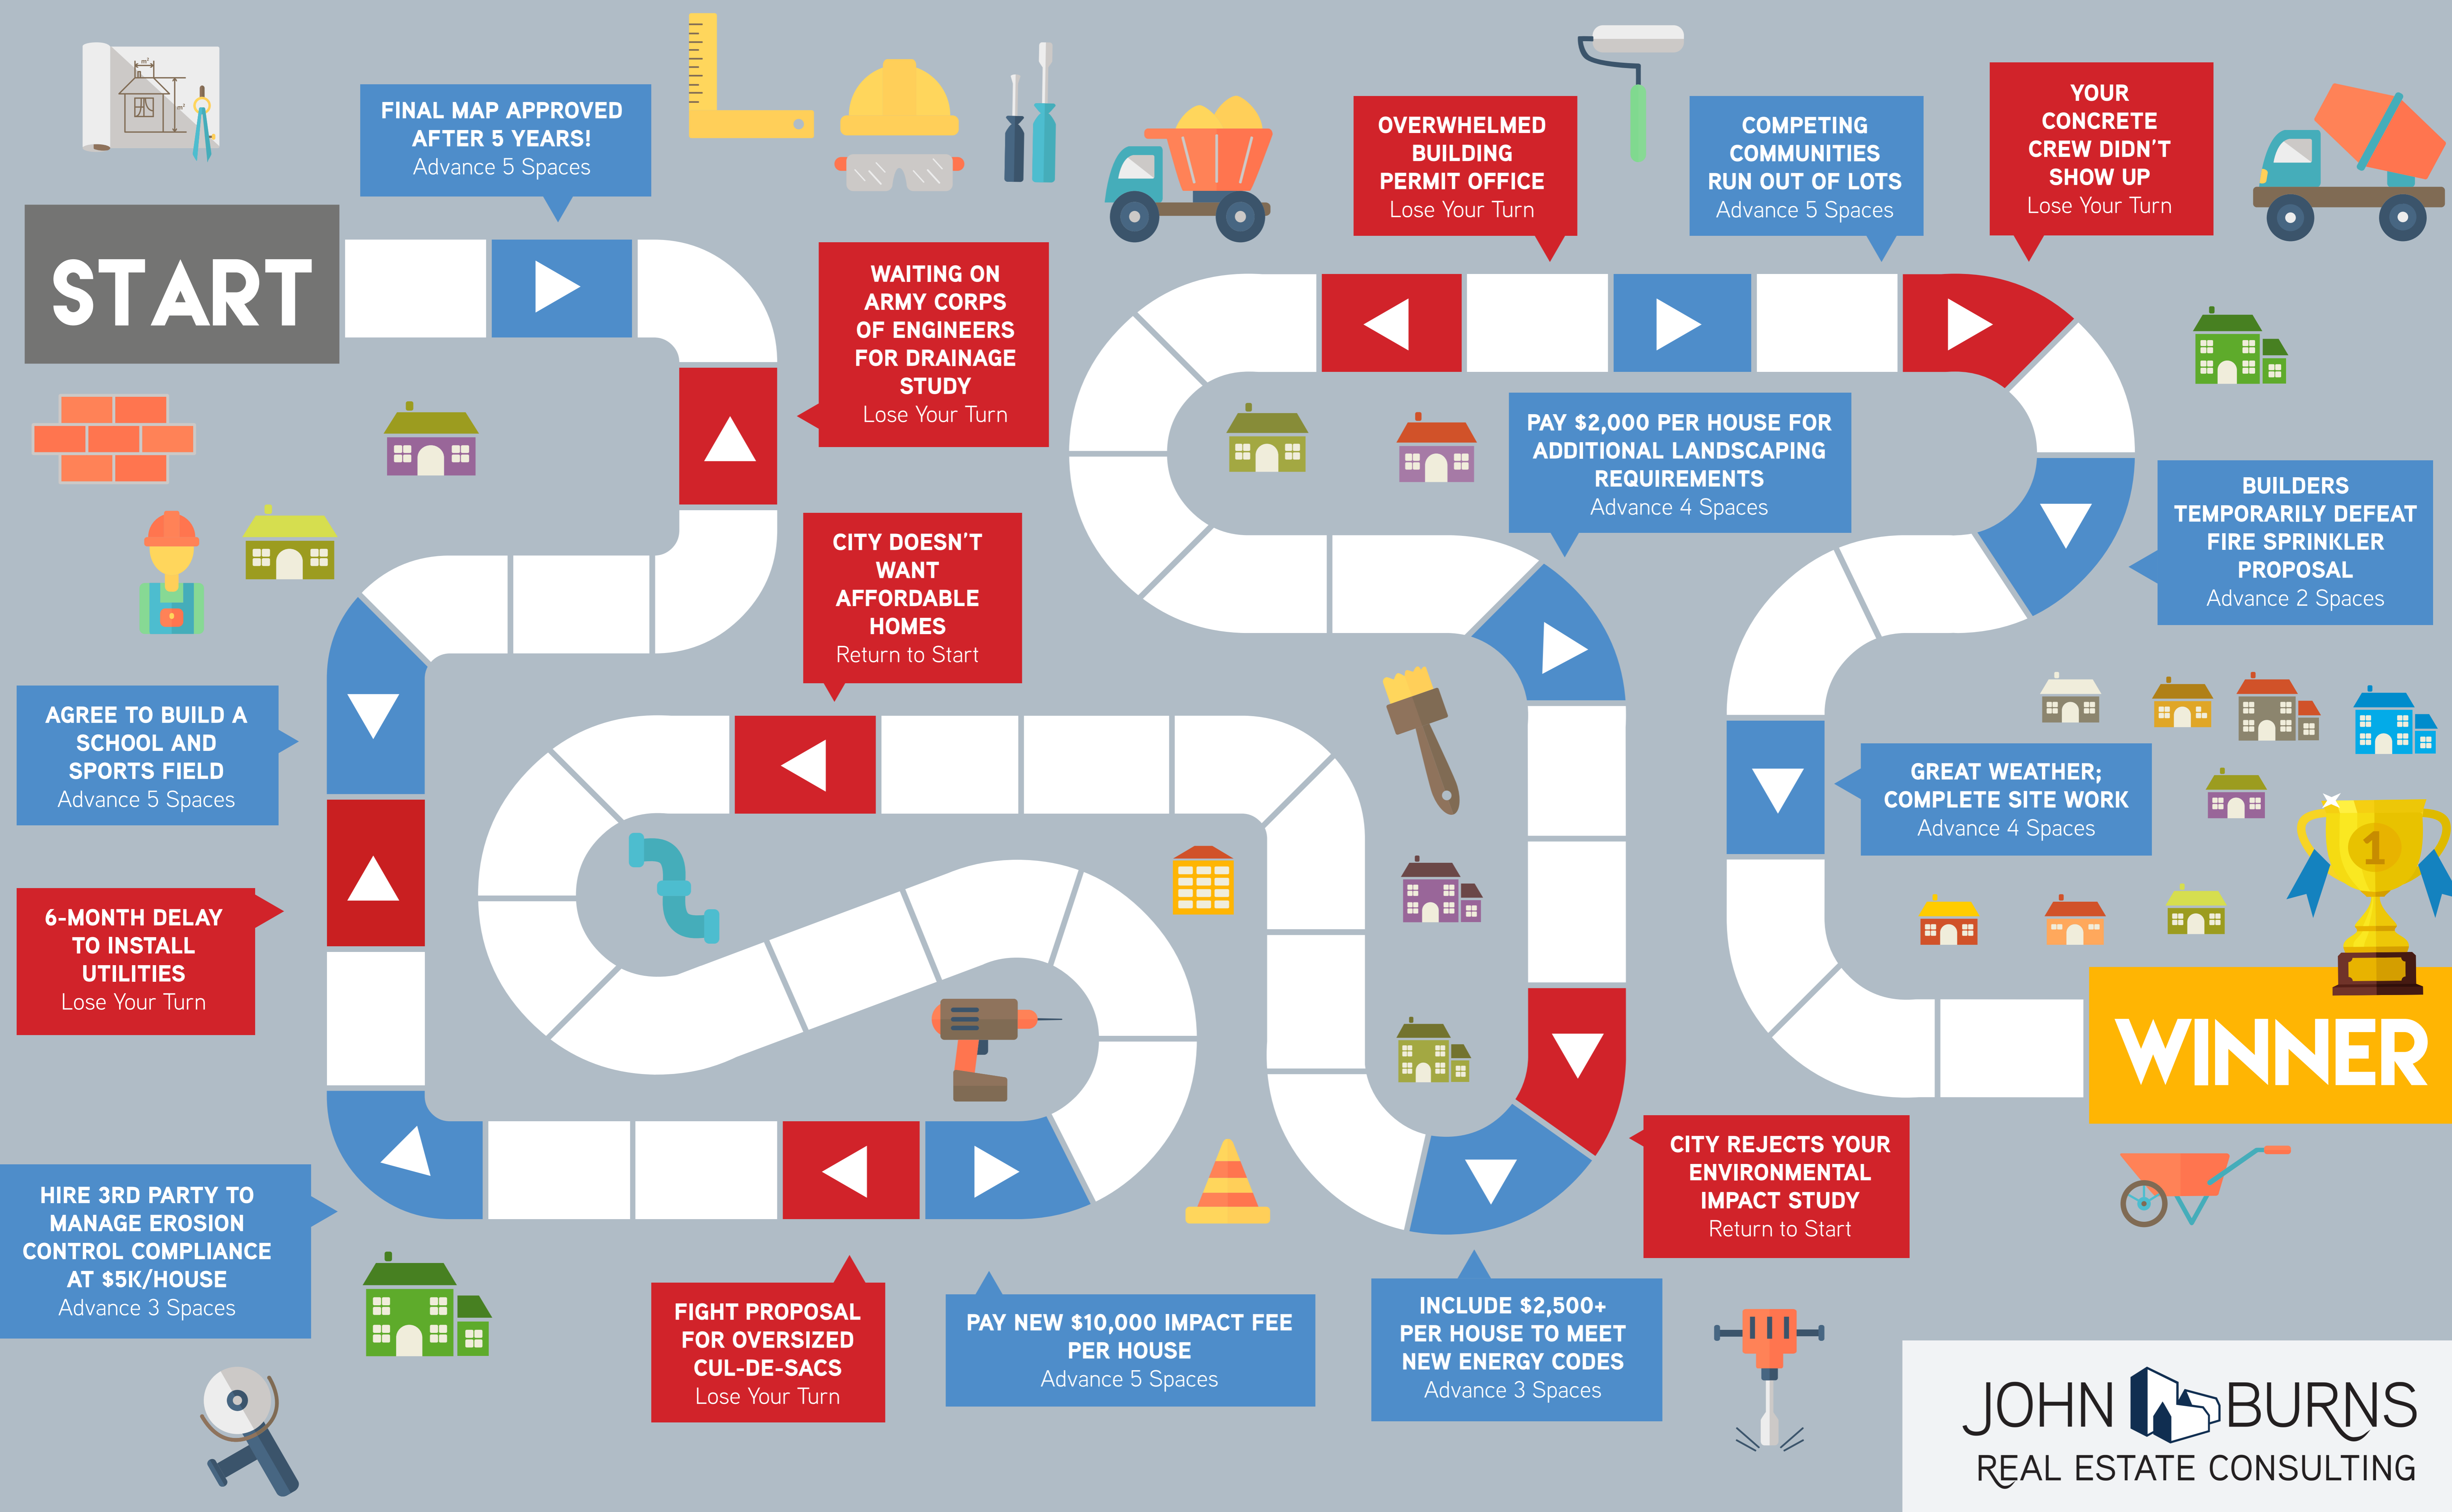 START
FINAL MAP APPROVED
AFTER 5 YEARS!
Advance 5 Spaces
WAITING ON
ARMY CORPS
OF ENGINEERS
FOR DRAINAGE
STUDY
Lose Your Turn
AGREE TO BUILD A
SCHOOL AND
SPORTS FIELD
Advance 5 Spaces
6-MONTH DELAY
TO INSTALL
UTILITIES
Lose Your Turn
HIRE 3RD PARTY TO
MANAGE EROSION
CONTROL COMPLIANCE
AT $5K/HOUSE
Advance 3 Spaces
FIGHT PROPOSAL
FOR OVERSIZED
CUL-DE-SACS
Lose Your Turn
PAY NEW $10,000 IMPACT FEE
PER HOUSE
Advance 5 Spaces
CITY DOESN'T
WANT
AFFORDABLE
HOMES
Return to Start
INCLUDE $2,500+
PER HOUSE TO MEET
NEW ENERGY CODES
Advance 3 Spaces
CITY REJECTS YOUR
ENVIRONMENTAL
IMPACT STUDY
Return to Start
PAY $2,000 PER HOUSE FOR
ADDITIONAL LANDSCAPING
REQUIREMENTS
Advance 4 Spaces
OVERWHELMED
BUILDING
PERMIT OFFICE
Lose Your Turn
COMPETING
COMMUNITIES
RUN OUT OF LOTS
Advance 5 Spaces
YOUR
CONCRETE
CREW DIDN'T
SHOW UP
Lose Your Turn
BUILDERS
TEMPORARILY DEFEAT
FIRE SPRINKLER
PROPOSAL
Advance 2 Spaces
GREAT WEATHER;
COMPLETE SITE WORK
Advance 4 Spaces
1
WINNER
JOHN BURNS
REAL ESTATE CONSULTING